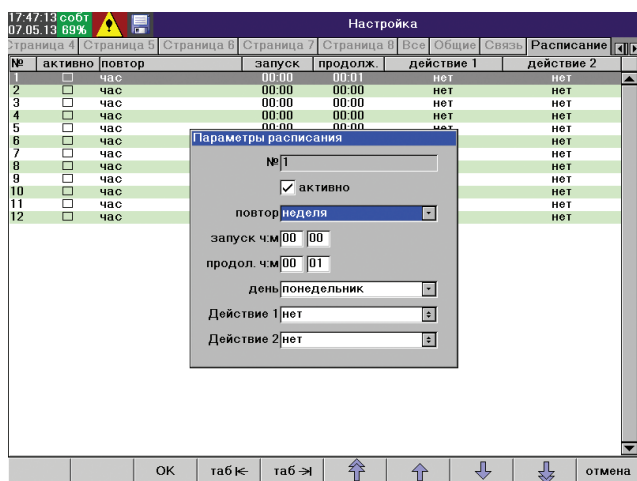 17:47:13 собт
07.05.13 69%
Настройка
Страница 4 Страница 5 Страница 6 Страница 7 Страница 8 Все Общие Связь Расписание
№ активно повтор запуск продолж. действие 1 действие 2
1 час 00:00 00:01 нет нет
2 час 00:00 00:00 нет нет
3 час 00:00 00:00 нет нет
4 час 00:00 00:00 нет нет
5 час 00:00 00:00 нет нет
6 час нет
7 час нет
8 час нет
9 час нет
10 час нет
11 час нет
12 час нет
Параметры расписания
№ 1
активно
повтор неделя
запуск ч:м 00 00
продол. ч:м 00 01
день понедельник
Действие 1 нет
Действие 2 нет
OK таб таб отмена